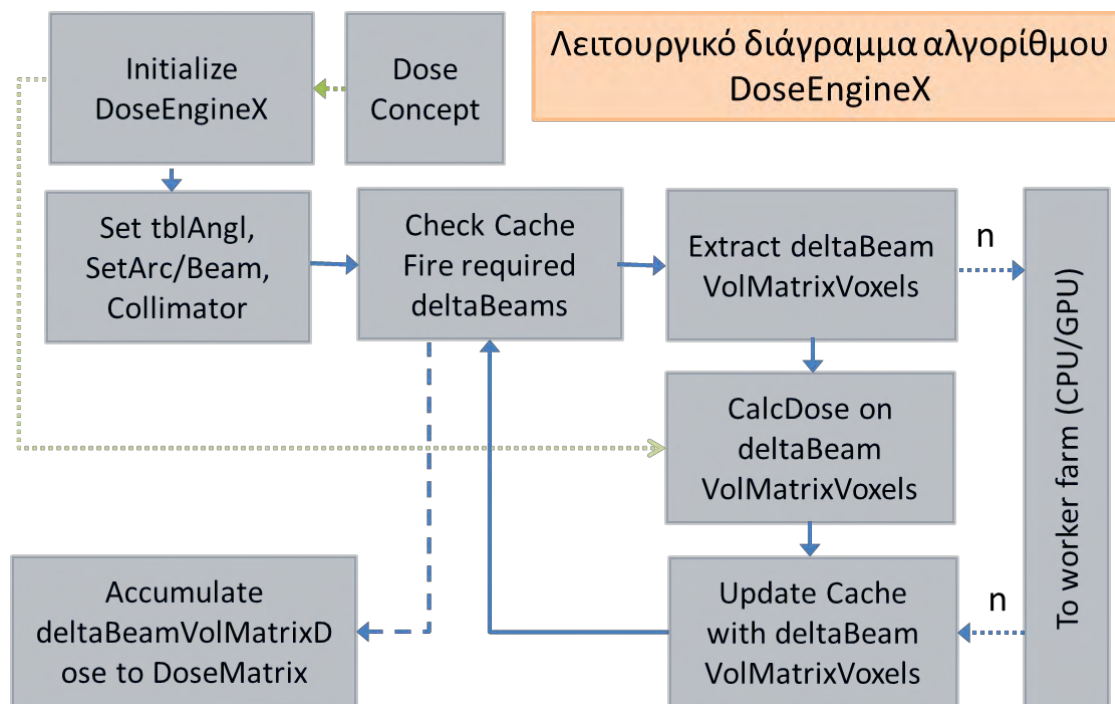 Initialize
DoseEngineX
Dose
Concept
Λειτουργικό διάγραμμα αλγορίθμου
DoseEngineX
Set tblAngl,
SetArc/Beam,
Collimator
Check Cache
Fire required
deltaBeams
Extract deltaBeam
VolMatrixVoxels
n
To worker farm (CPU/GPU)
CalcDose on
deltaBeam
VolMatrixVoxels
Accumulate
deltaBeamVolMatrixD
ose to DoseMatrix
Update Cache
with deltaBeam
VolMatrixVoxels
n